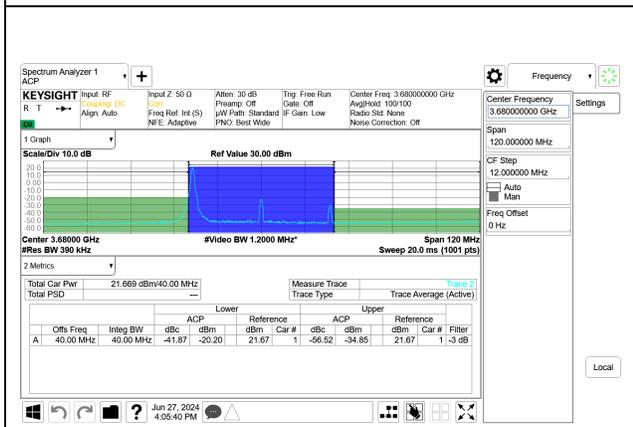 Spectrum Analyzer 1
ACP
Frequency
KEYSIGHT
R T
Input: RF
Coupling: DC
Align: Auto
Input Z: 50 Ω
Corr
Freq Ref: Int (S)
NFE: Adaptive
Atten: 30 dB
Preamp: Off
µW Path: Standard
PNO: Best Wide
Trig: Free Run
Gate: Off
IF Gain: Low
Center Freq: 3.680000000 GHz
Avg|Hold: 100/100
Radio Std: None
Noise Correction: Off
Center Frequency
3.680000000 GHz
Settings
Span
120.000000 MHz
CF Step
12.000000 MHz
Auto
Man
Freq Offset
0 Hz
Local
1 Graph
Scale/Div 10.0 dB
Ref Value 30.00 dBm
20.0
10.0
0.00
-10.0
-20.0
-30.0
-40.0
-50.0
-60.0
Center 3.68000 GHz
#Video BW 1.2000 MHz*
Span 120 MHz
#Res BW 390 kHz
Sweep 20.0 ms (1001 pts)
2 Metrics
Total Car Pwr 21.669 dBm/40.00 MHz
Total PSD ---
Measure Trace Trace 2
Trace Type Trace Average (Active)
Lower Upper
ACP Reference ACP Reference
Offs Freq Integ BW dBc dBm dBm Car # dBc dBm dBm Car # Filter
A 40.00 MHz 40.00 MHz -41.87 -20.20 21.67 1 -56.52 -34.85 21.67 1 -3 dB
Jun 27, 2024
4:05:40 PM